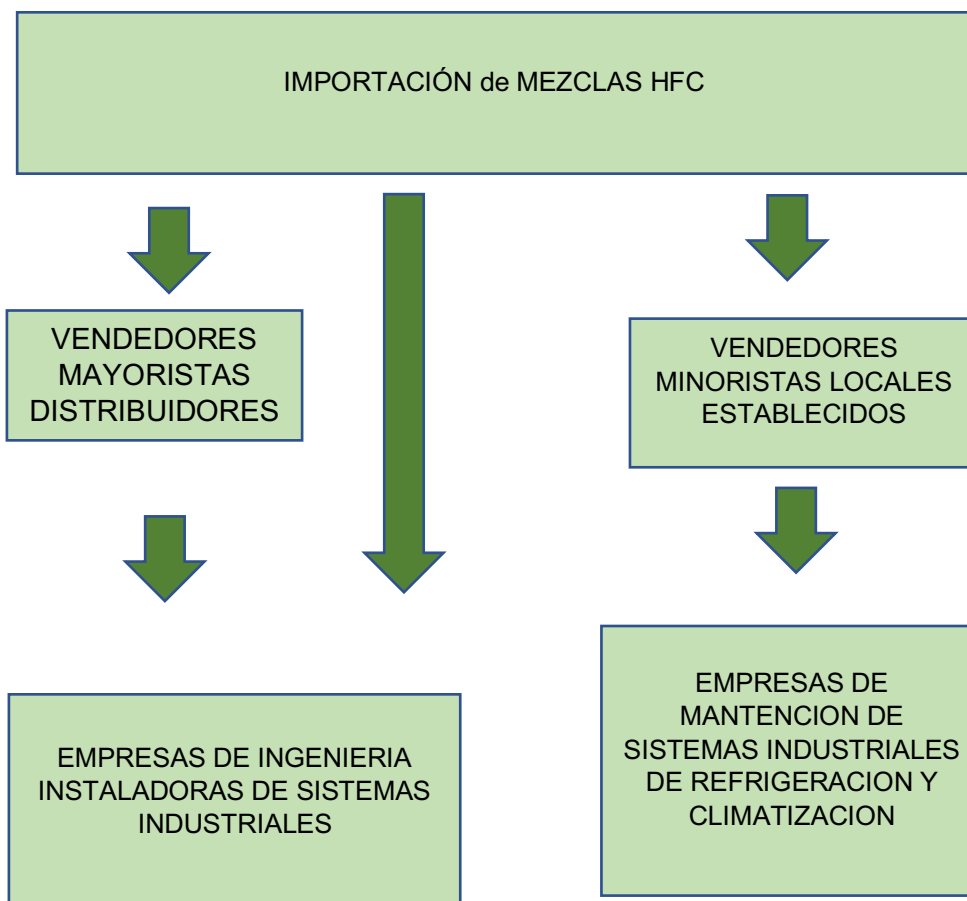 IMPORTACIÓN de MEZCLAS HFC
VENDEDORES
MAYORISTAS
DISTRIBUIDORES
VENDEDORES
MINORISTAS LOCALES
ESTABLECIDOS
EMPRESAS DE INGENIERIA
INSTALADORAS DE SISTEMAS
INDUSTRIALES
EMPRESAS DE
MANTENCION DE
SISTEMAS INDUSTRIALES
DE REFRIGERACION Y
CLIMATIZACION